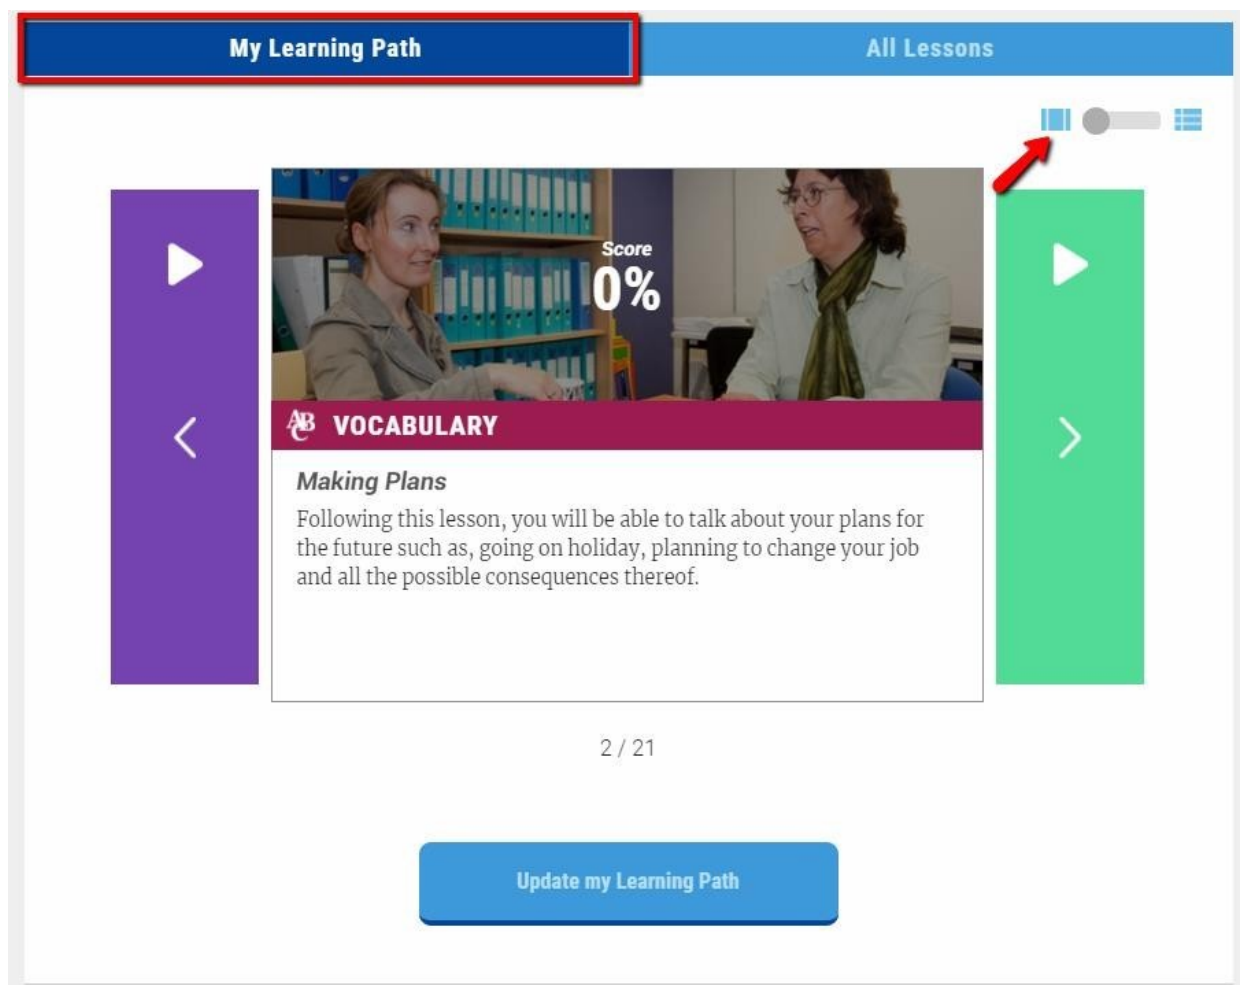 My Learning Path
All Lessons
Score
0%
ABC VOCABULARY
Making Plans
Following this lesson, you will be able to talk about your plans for
the future such as, going on holiday, planning to change your job
and all the possible consequences thereof.
2 / 21
Update my Learning Path